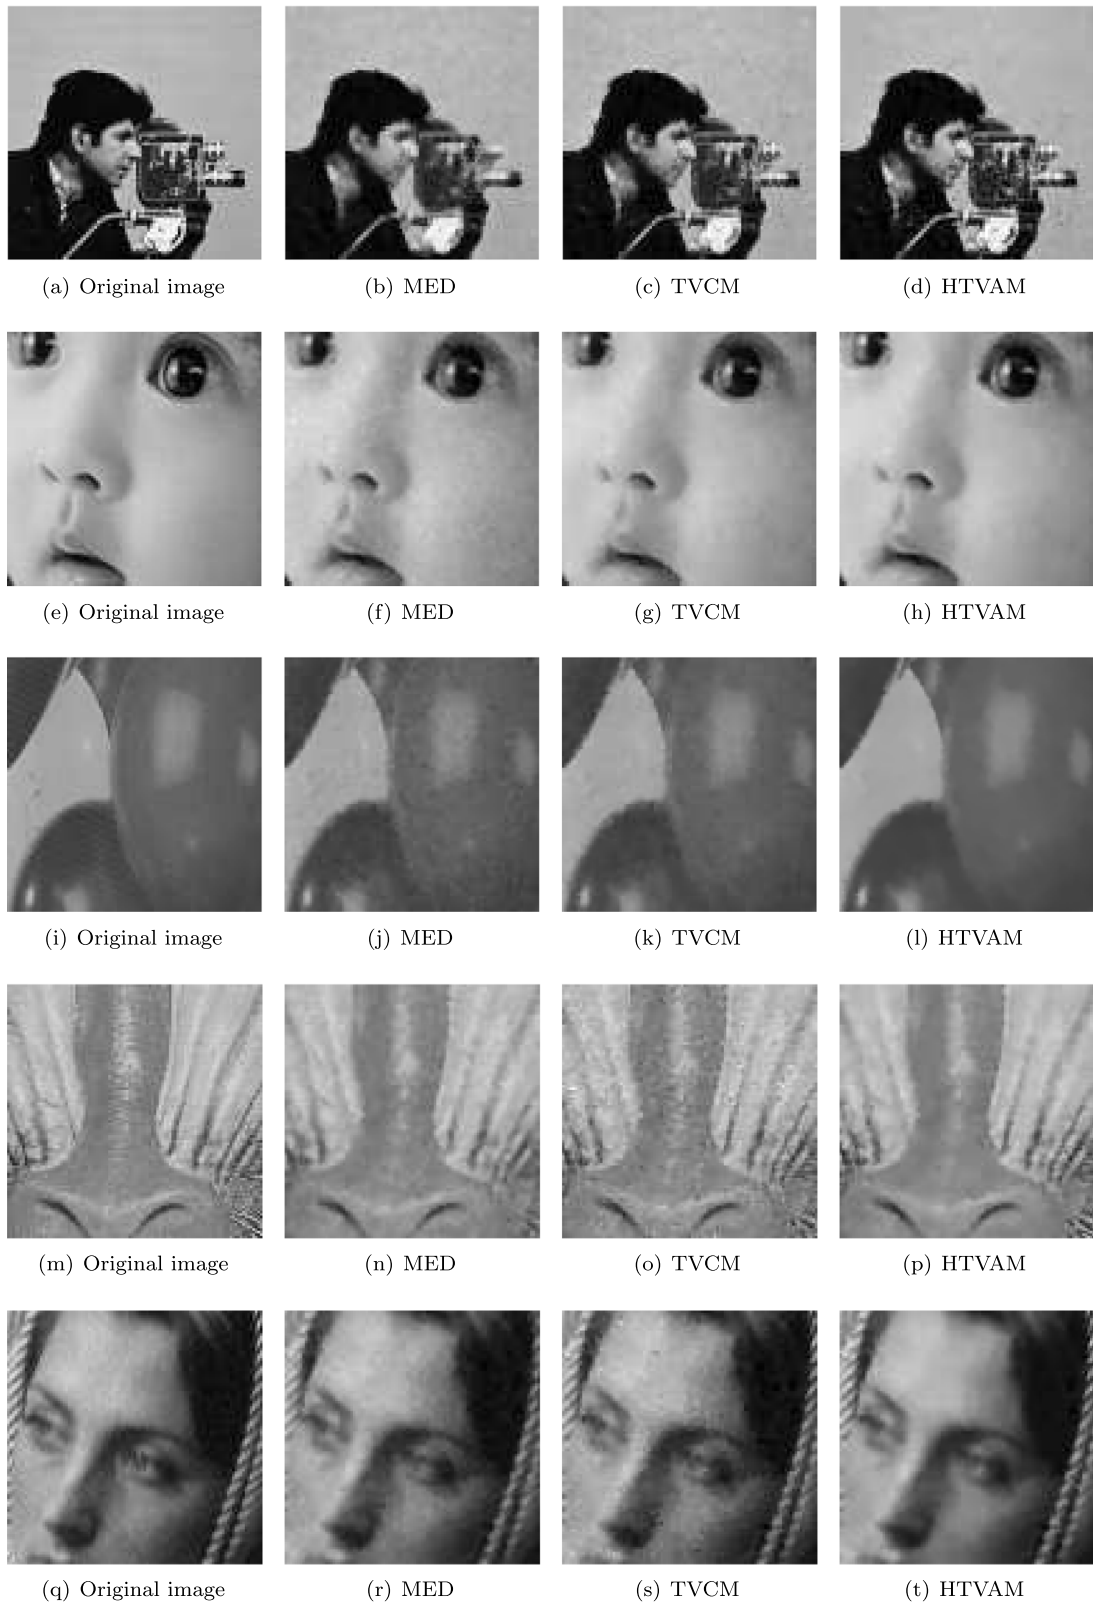 (a) Original image (b) MED (c) TVCM (d) HTVAM
(e) Original image (f) MED (g) TVCM (h) HTVAM
(i) Original image (j) MED (k) TVCM (l) HTVAM
(m) Original image (n) MED (o) TVCM (p) HTVAM
(q) Original image (r) MED (s) TVCM (t) HTVAM